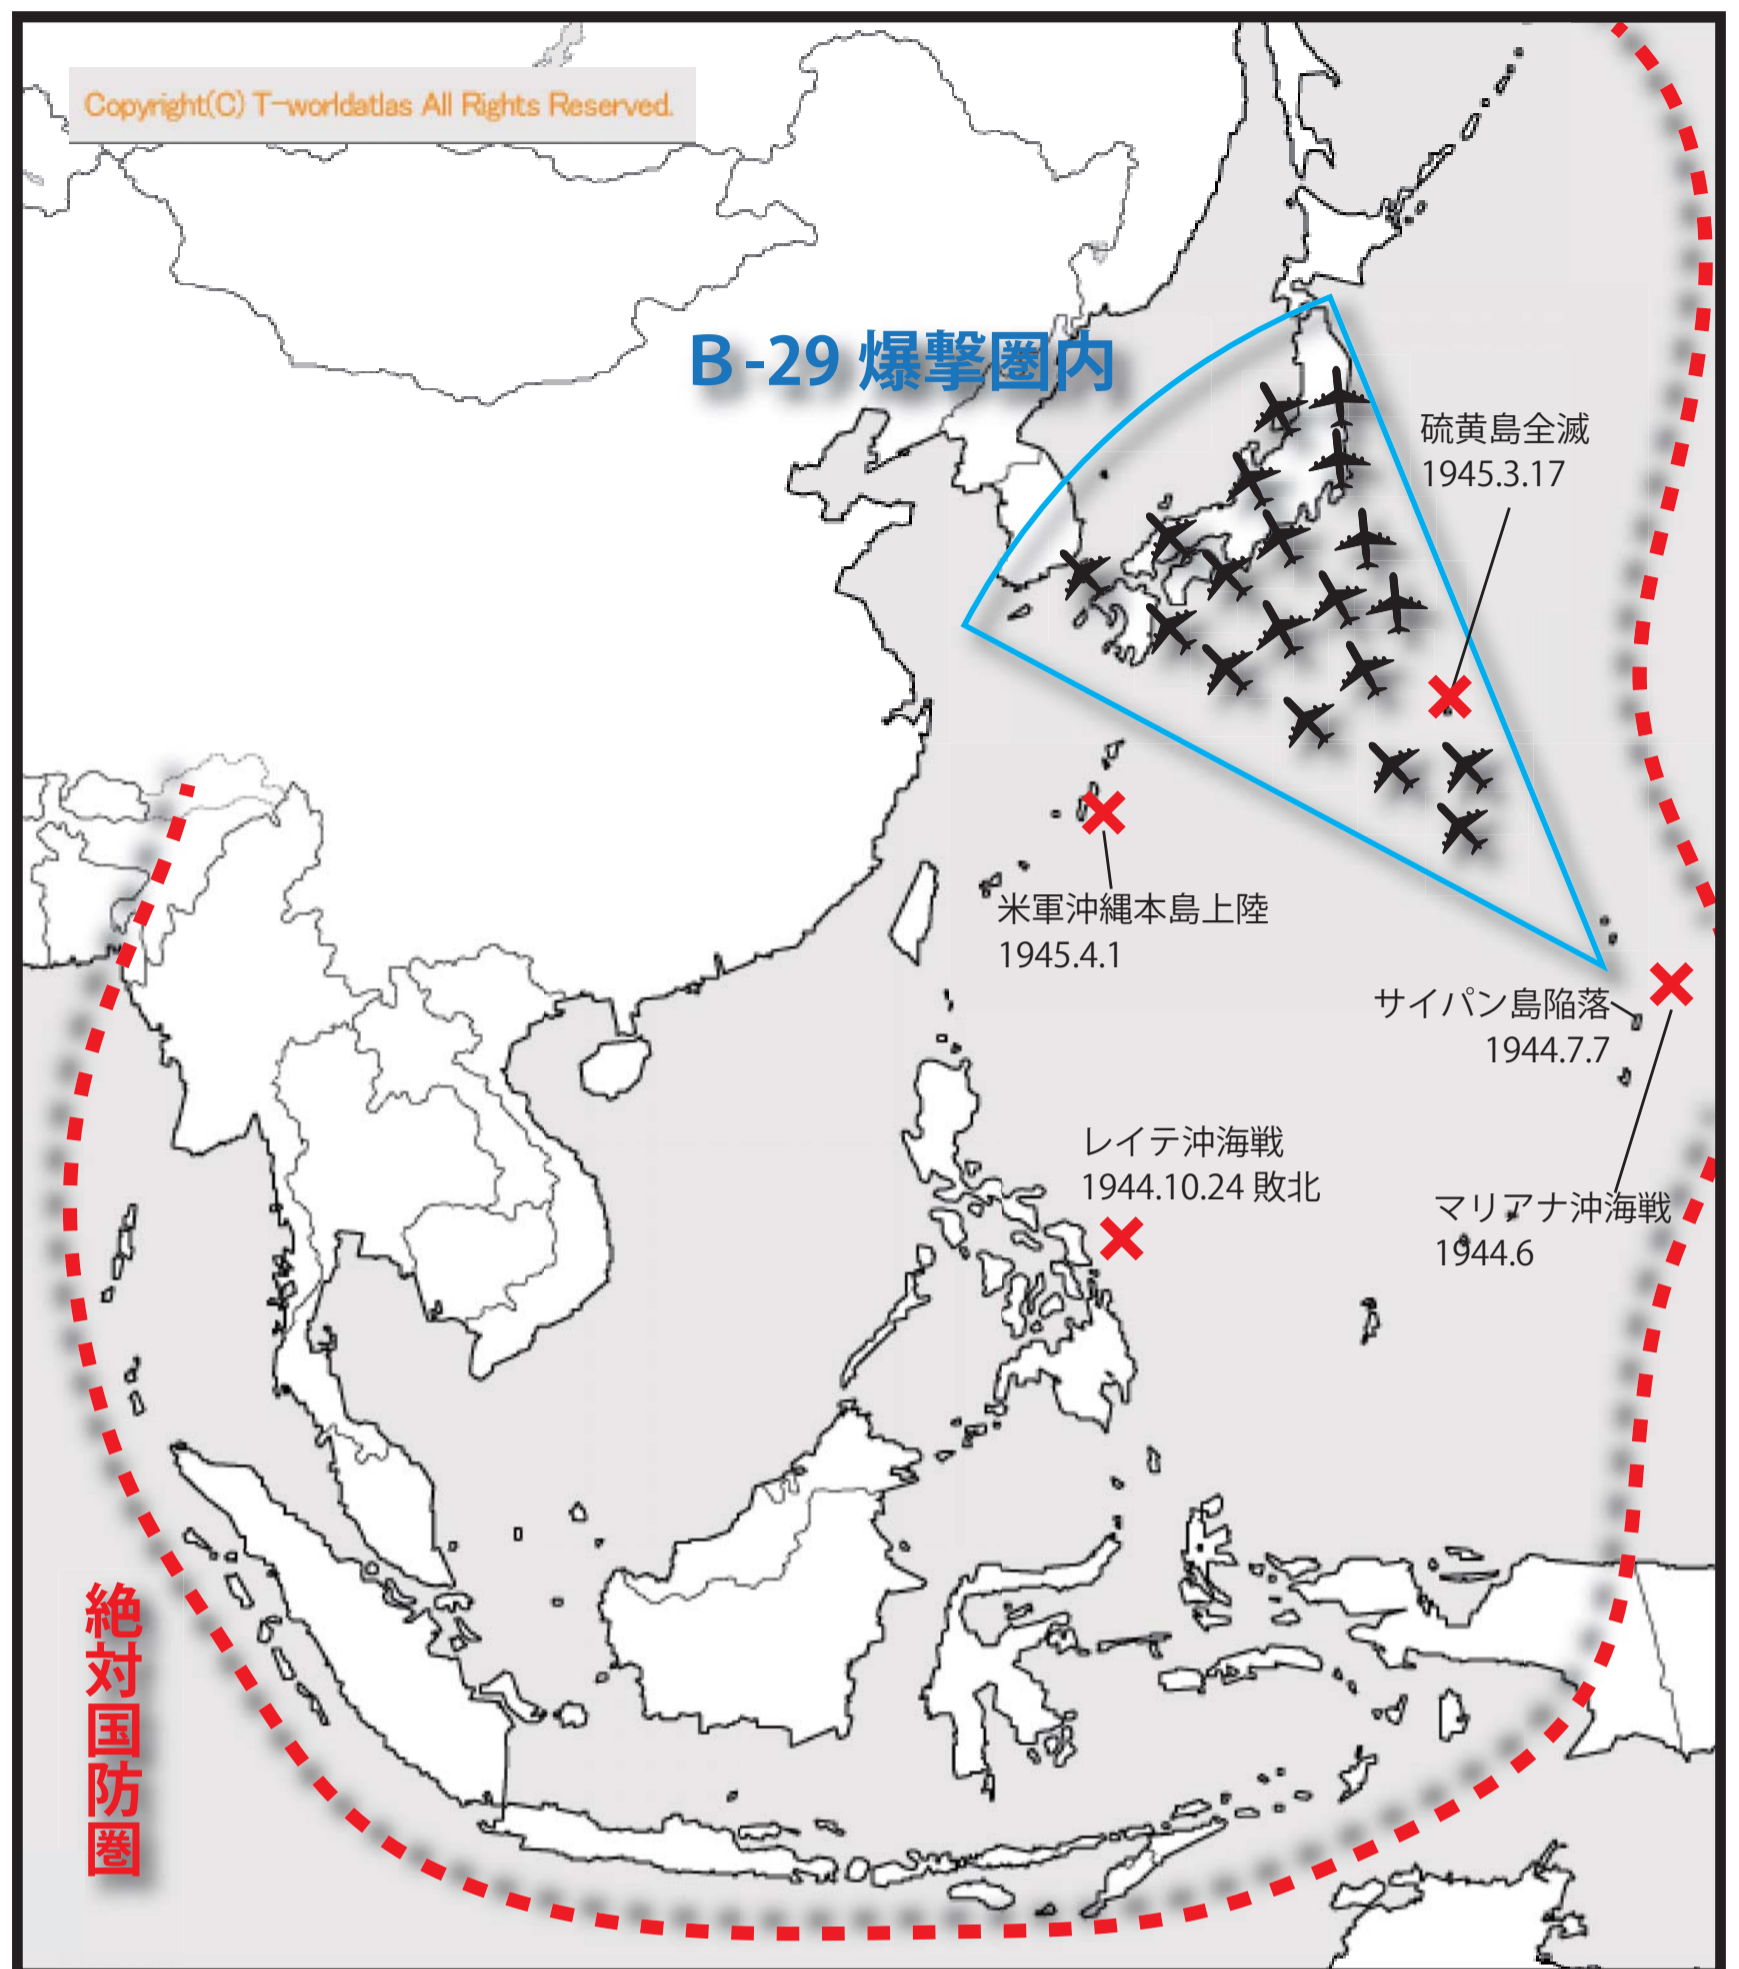 Copyright(C) T-worldatlas All Rights Reserved.
B-29 爆撃圏内
硫黄島全滅
1945.3.17
米軍沖縄本島上陸
1945.4.1
サイパン島陥落
1944.7.7
レイテ沖海戦
1944.10.24 敗北
マリアナ沖海戦
1944.6
絶対国防圏